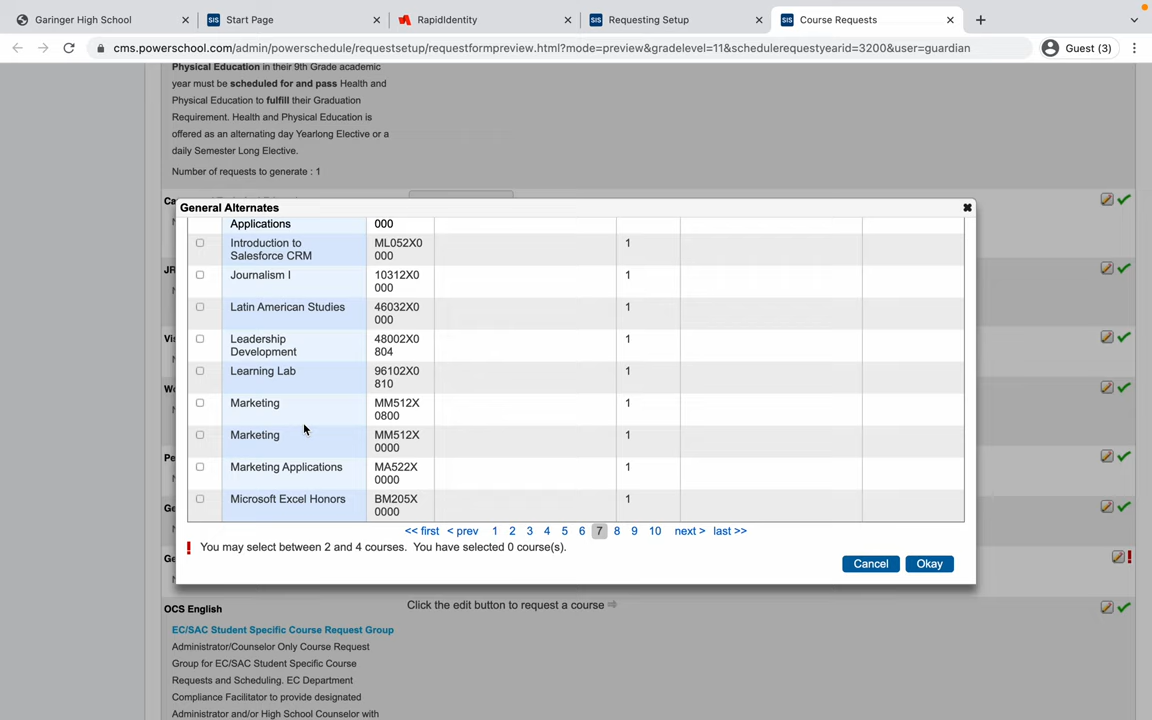 Garinger High School
SIS Start Page
RapidIdentity
SIS Requesting Setup
SIS Course Requests
cms.powerschool.com/admin/powerschedule/requestsetup/requestformpreview.html?mode=preview&gradelevel=11&schedulerequestyearid=3200&user=guardian
Guest (3)
Physical Education in their 9th Grade academic
year must be scheduled for and pass Health and
Physical Education to fulfill their Graduation
Requirement. Health and Physical Education is
offered as an alternating day Yearlong Elective or a
daily Semester Long Elective.
Number of requests to generate : 1
General Alternates
Applications 000
Introduction to Salesforce CRM ML052X0 000 1
Journalism I 10312X0 000 1
Latin American Studies 46032X0 000 1
Leadership Development 48002X0 804 1
Learning Lab 96102X0 810 1
Marketing MM512X 0800 1
Marketing MM512X 0000 1
Marketing Applications MA522X 0000 1
Microsoft Excel Honors BM205X 0000 1
<< first < prev 1 2 3 4 5 6 7 8 9 10 next > last >>
! You may select between 2 and 4 courses. You have selected 0 course(s).
Cancel Okay
Click the edit button to request a course
OCS English
EC/SAC Student Specific Course Request Group
Administrator/Counselor Only Course Request
Group for EC/SAC Student Specific Course
Requests and Scheduling. EC Department
Compliance Facilitator to provide designated
Administrator and/or High School Counselor with